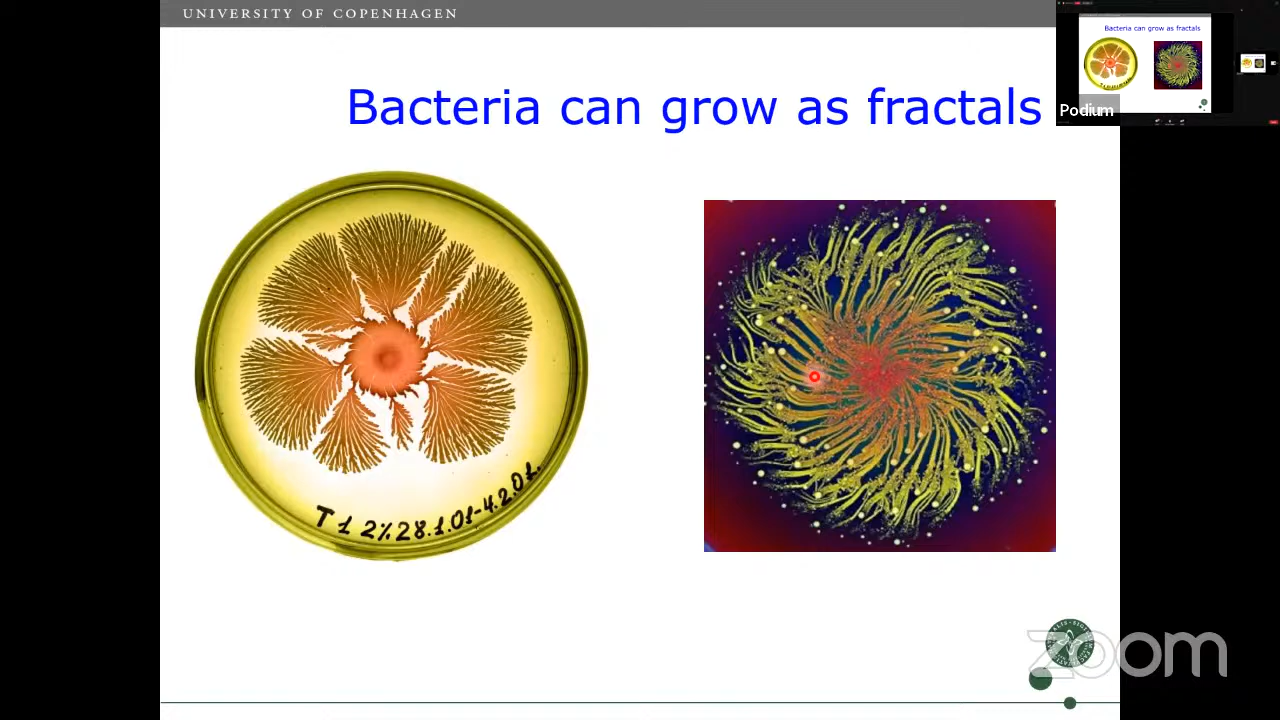 UNIVERSITY OF COPENHAGEN
Bacteria can grow as fractals
Bacteria can grow as fractals
Podium
T 1 2% 28.1.01-4.2.01.
zoom